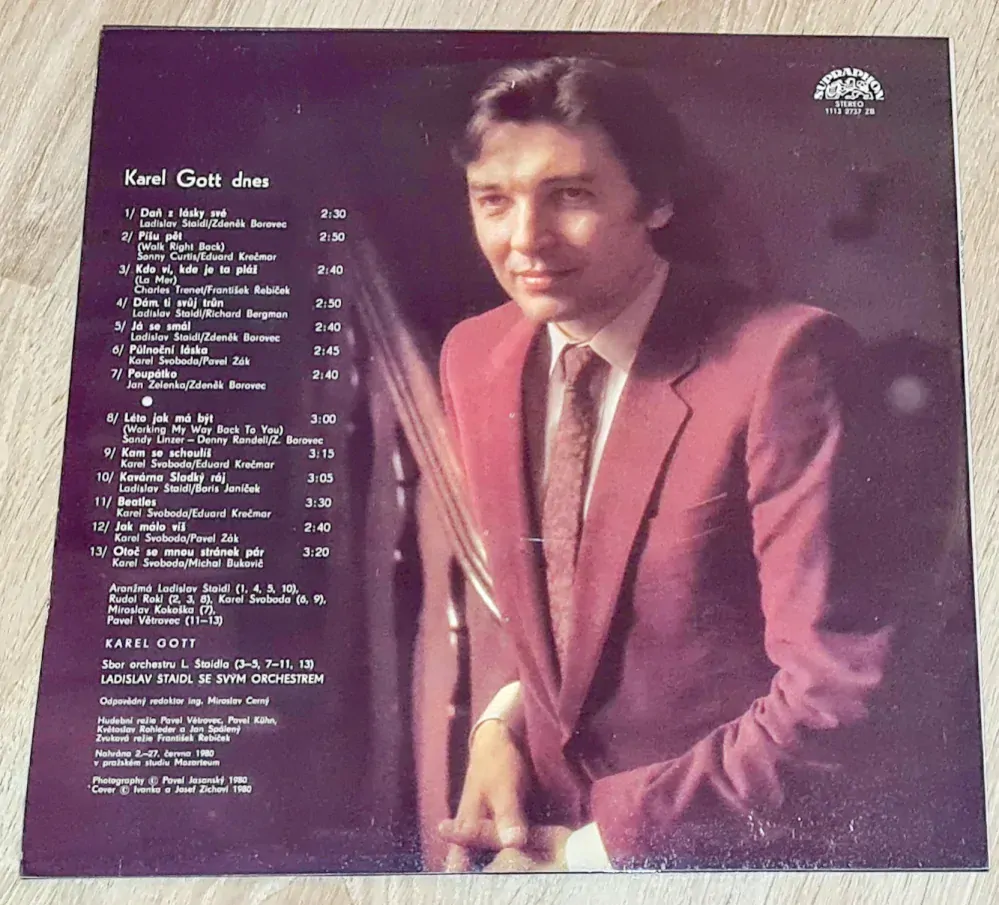 SUPRAPHON
STEREO
1113 2737 ZB
Karel Gott dnes
1/ Daň z lásky své 2:30
Ladislav Štaidl/Zdeněk Borovec
2/ Píšu pět 2:50
(Walk Right Back)
Sonny Curtis/Eduard Krečmar
3/ Kdo ví, kde je ta pláž 2:40
(La Mer)
Charles Trenet/František Řebíček
4/ Dám ti svůj trůn 2:50
Ladislav Štaidl/Richard Bergman
5/ Já se smál 2:40
Ladislav Štaidl/Zdeněk Borovec
6/ Půlnoční láska 2:45
Karel Svoboda/Pavel Žák
7/ Poupátko 2:40
Jan Zelenka/Zdeněk Borovec
8/ Léto jak má být 3:00
(Working My Way Back To You)
Sandy Linzer – Denny Randell/Z. Borovec
9/ Kam se schoulíš 3:15
Karel Svoboda/Eduard Krečmar
10/ Kavárna Sladký ráj 3:05
Ladislav Štaidl/Boris Janíček
11/ Beatles 3:30
Karel Svoboda/Eduard Krečmar
12/ Jak málo víš 2:40
Karel Svoboda/Pavel Žák
13/ Otoč se mnou stránek pár 3:20
Karel Svoboda/Michal Bukovič
Aranžmá Ladislav Štaidl (1, 4, 5, 10),
Rudolf Rokl (2, 3, 8), Karel Svoboda (6, 9),
Miroslav Kokoška (7),
Pavel Větrovec (11–13)
KAREL GOTT
Sbor orchestru L. Štaidla (3–5, 7–11, 13)
LADISLAV ŠTAIDL SE SVÝM ORCHESTREM
Odpovědný redaktor ing. Miroslav Černý
Hudební režie Pavel Větrovec, Pavel Kühn,
Květoslav Rohleder a Jan Spálený
Zvuková režie František Řebíček
Nahráno 2.–27. června 1980
v pražském studiu Mozarteum
Photography © Pavel Jasanský 1980
Cover © Ivanka a Josef Zichovi 1980